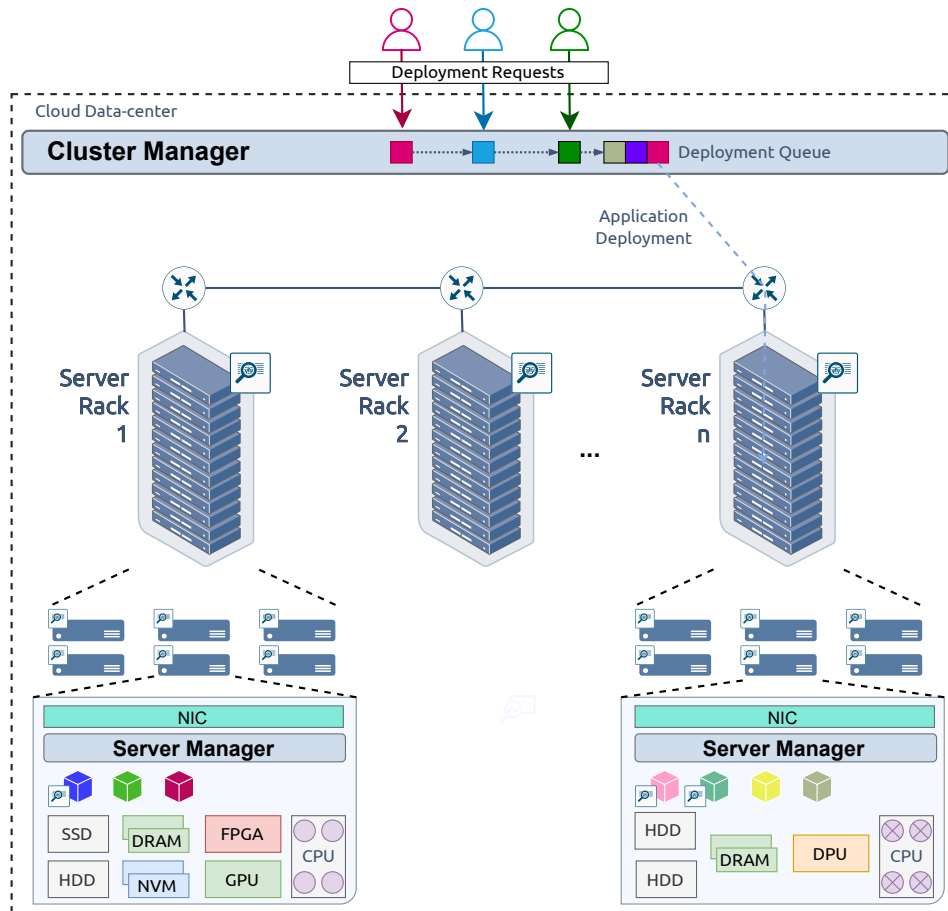 Deployment Requests
Cloud Data-center
Cluster Manager
Deployment Queue
Application
Deployment
Server
Rack
1
Server
Rack
2
...
Server
Rack
n
NIC
Server Manager
SSD
DRAM
FPGA
CPU
HDD
NVM
GPU
NIC
Server Manager
HDD
DRAM
DPU
CPU
HDD